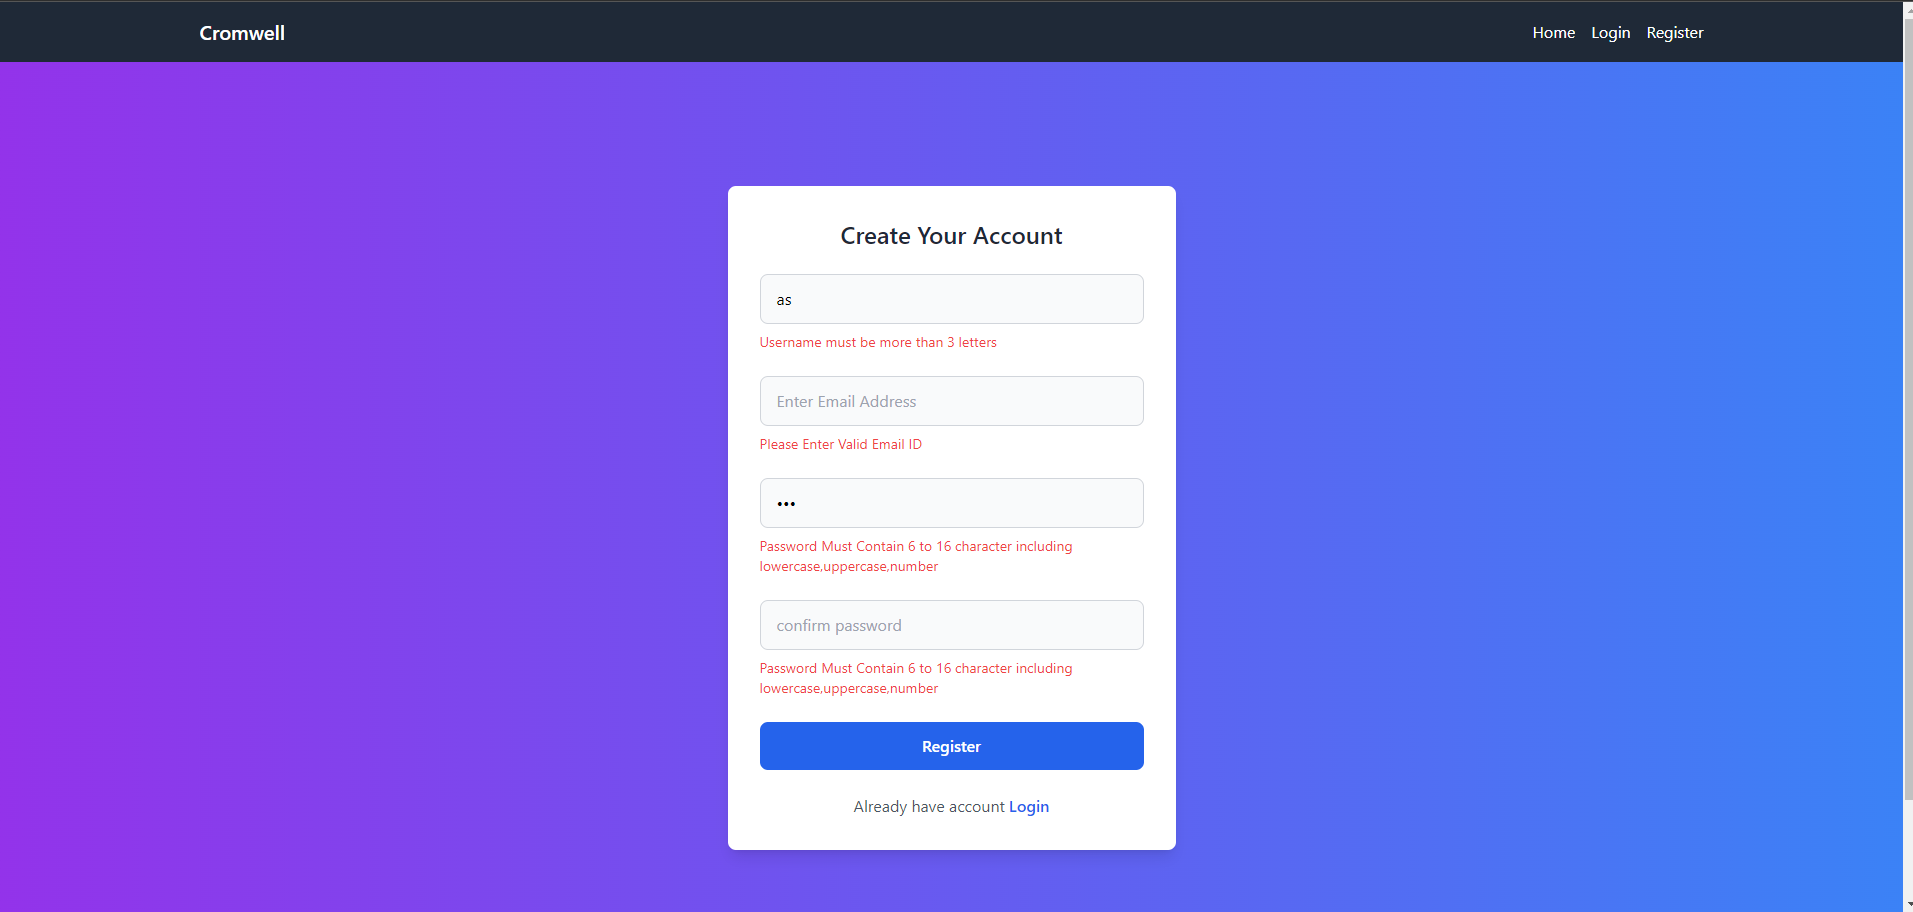 Cromwell
Home Login Register
Create Your Account
as
Username must be more than 3 letters
Enter Email Address
Please Enter Valid Email ID
•••
Password Must Contain 6 to 16 character including
lowercase,uppercase,number
confirm password
Password Must Contain 6 to 16 character including
lowercase,uppercase,number
Register
Already have account Login